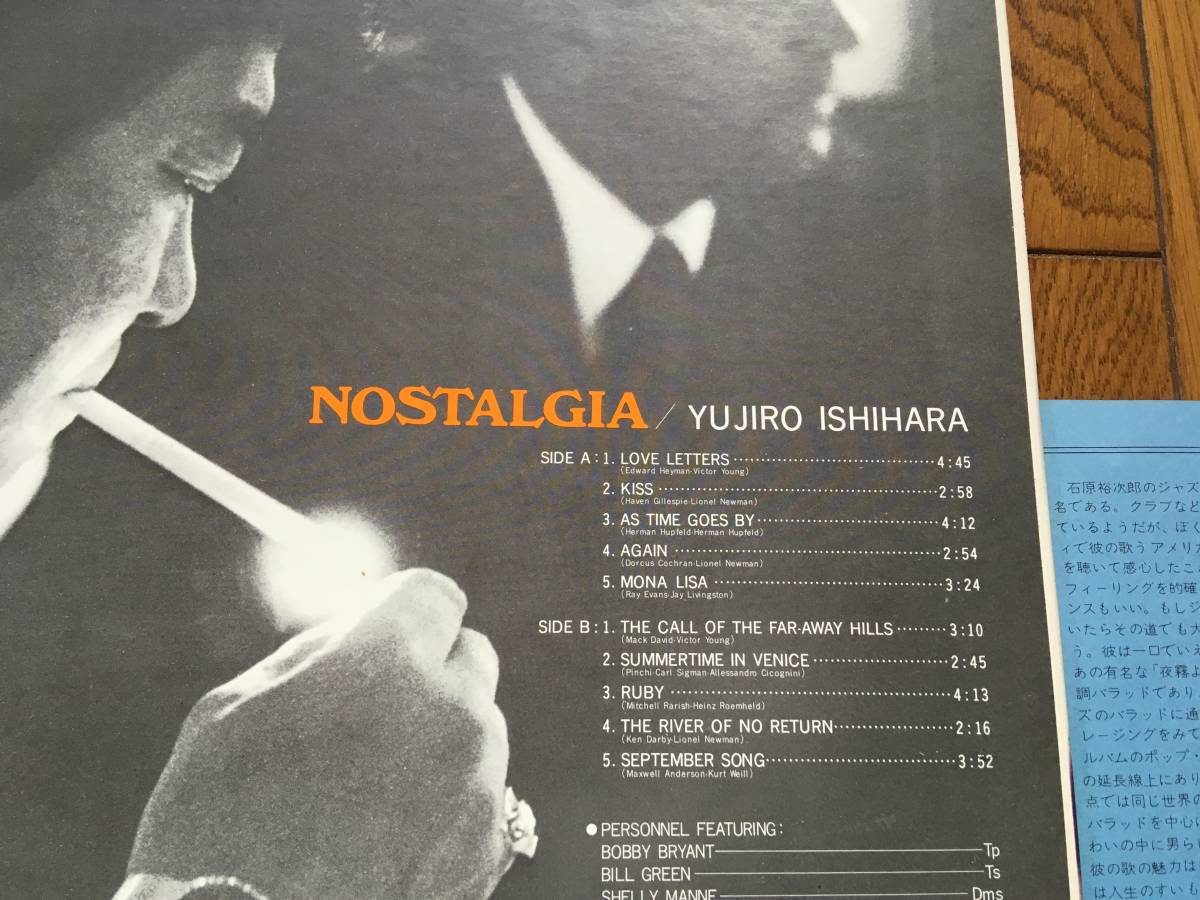 NOSTALGIA / YUJIRO ISHIHARA
SIDE A: 1. LOVE LETTERS 4:45
(Edward Heyman·Victor Young)
2. KISS 2:58
(Haven Gillespie·Lionel Newman)
3. AS TIME GOES BY 4:12
(Herman Hupfeld·Herman Hupfeld)
4. AGAIN 2:54
(Dorcus Cochran·Lionel Newman)
5. MONA LISA 3:24
(Ray Evans·Jay Livingston)
SIDE B: 1. THE CALL OF THE FAR·AWAY HILLS 3:10
(Mack David·Victor Young)
2. SUMMERTIME IN VENICE 2:45
(Pinchi·Carl Sigman·Allessandro Cicognini)
3. RUBY 4:13
(Mitchell Rarish·Heinz Roemheld)
4. THE RIVER OF NO RETURN 2:16
(Ken Darby·Lionel Newman)
5. SEPTEMBER SONG 3:52
(Maxwell Anderson·Kurt Weill)
● PERSONNEL FEATURING:
BOBBY BRYANT Tp
BILL GREEN Ts
SHELLY MANNE Dms
石原裕次郎のジャズ
名である。クラブなど
ているようだが、ぼく
ィで彼の歌うアメリカ
を聴いて感心したこ
フィーリングを的確
ンスもいい。もしジ
いたらその道でも大
う。彼は一口でいえ
あの有名な「夜霧よ
調バラッドであり
ズのバラッドに通
レージングをみて
ルバムのポップ・
の延長線上にあり
点では同じ世界の
バラッドを中心に
わいの中に男ら
彼の歌の魅力は
は人生のすいも